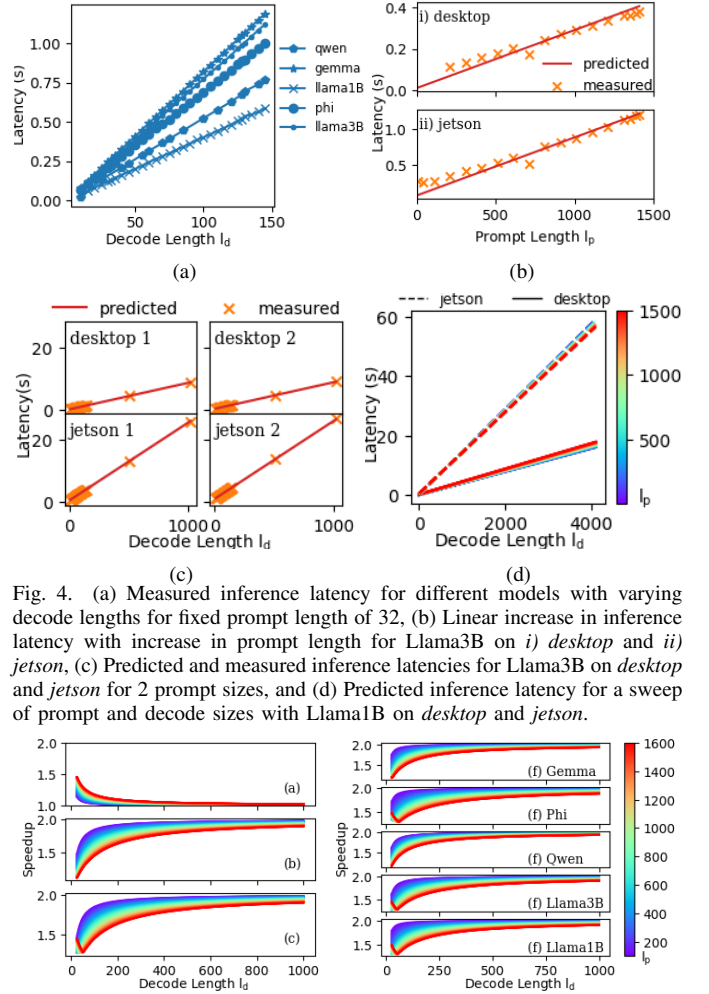 1.00
0.75
0.50
0.25
0.00
Latency (s)
50
100
150
Decode Length l_d
qwen
gemma
llama1B
phi
llama3B
(a)
i) desktop
0.4
0.2
0.0
predicted
measured
Latency (s)
ii) jetson
1.0
0.5
0
500
1000
1500
Prompt Length l_p
(b)
predicted
measured
desktop 1
desktop 2
20
0
Latency(s)
jetson 1
jetson 2
20
0
0
1000
0
1000
Decode Length l_d
(c)
jetson
desktop
60
40
20
0
Latency (s)
0
2000
4000
Decode Length l_d
1500
1000
500
l_p
(d)
Fig. 4. (a) Measured inference latency for different models with varying
decode lengths for fixed prompt length of 32, (b) Linear increase in inference
latency with increase in prompt length for Llama3B on i) desktop and ii)
jetson, (c) Predicted and measured inference latencies for Llama3B on desktop
and jetson for 2 prompt sizes, and (d) Predicted inference latency for a sweep
of prompt and decode sizes with Llama1B on desktop and jetson.
2.0
1.5
1.0
(a)
2.0
1.5
(b)
Speedup
2.0
1.5
(c)
0
200
400
600
800
1000
Decode Length l_d
2.0
1.5
(f) Gemma
2.0
1.5
(f) Phi
2.0
1.5
(f) Qwen
Speedup
2.0
1.5
(f) Llama3B
2.0
1.5
(f) Llama1B
0
250
500
750
1000
Decode Length l_d
1600
1400
1200
1000
800
600
400
200
l_p